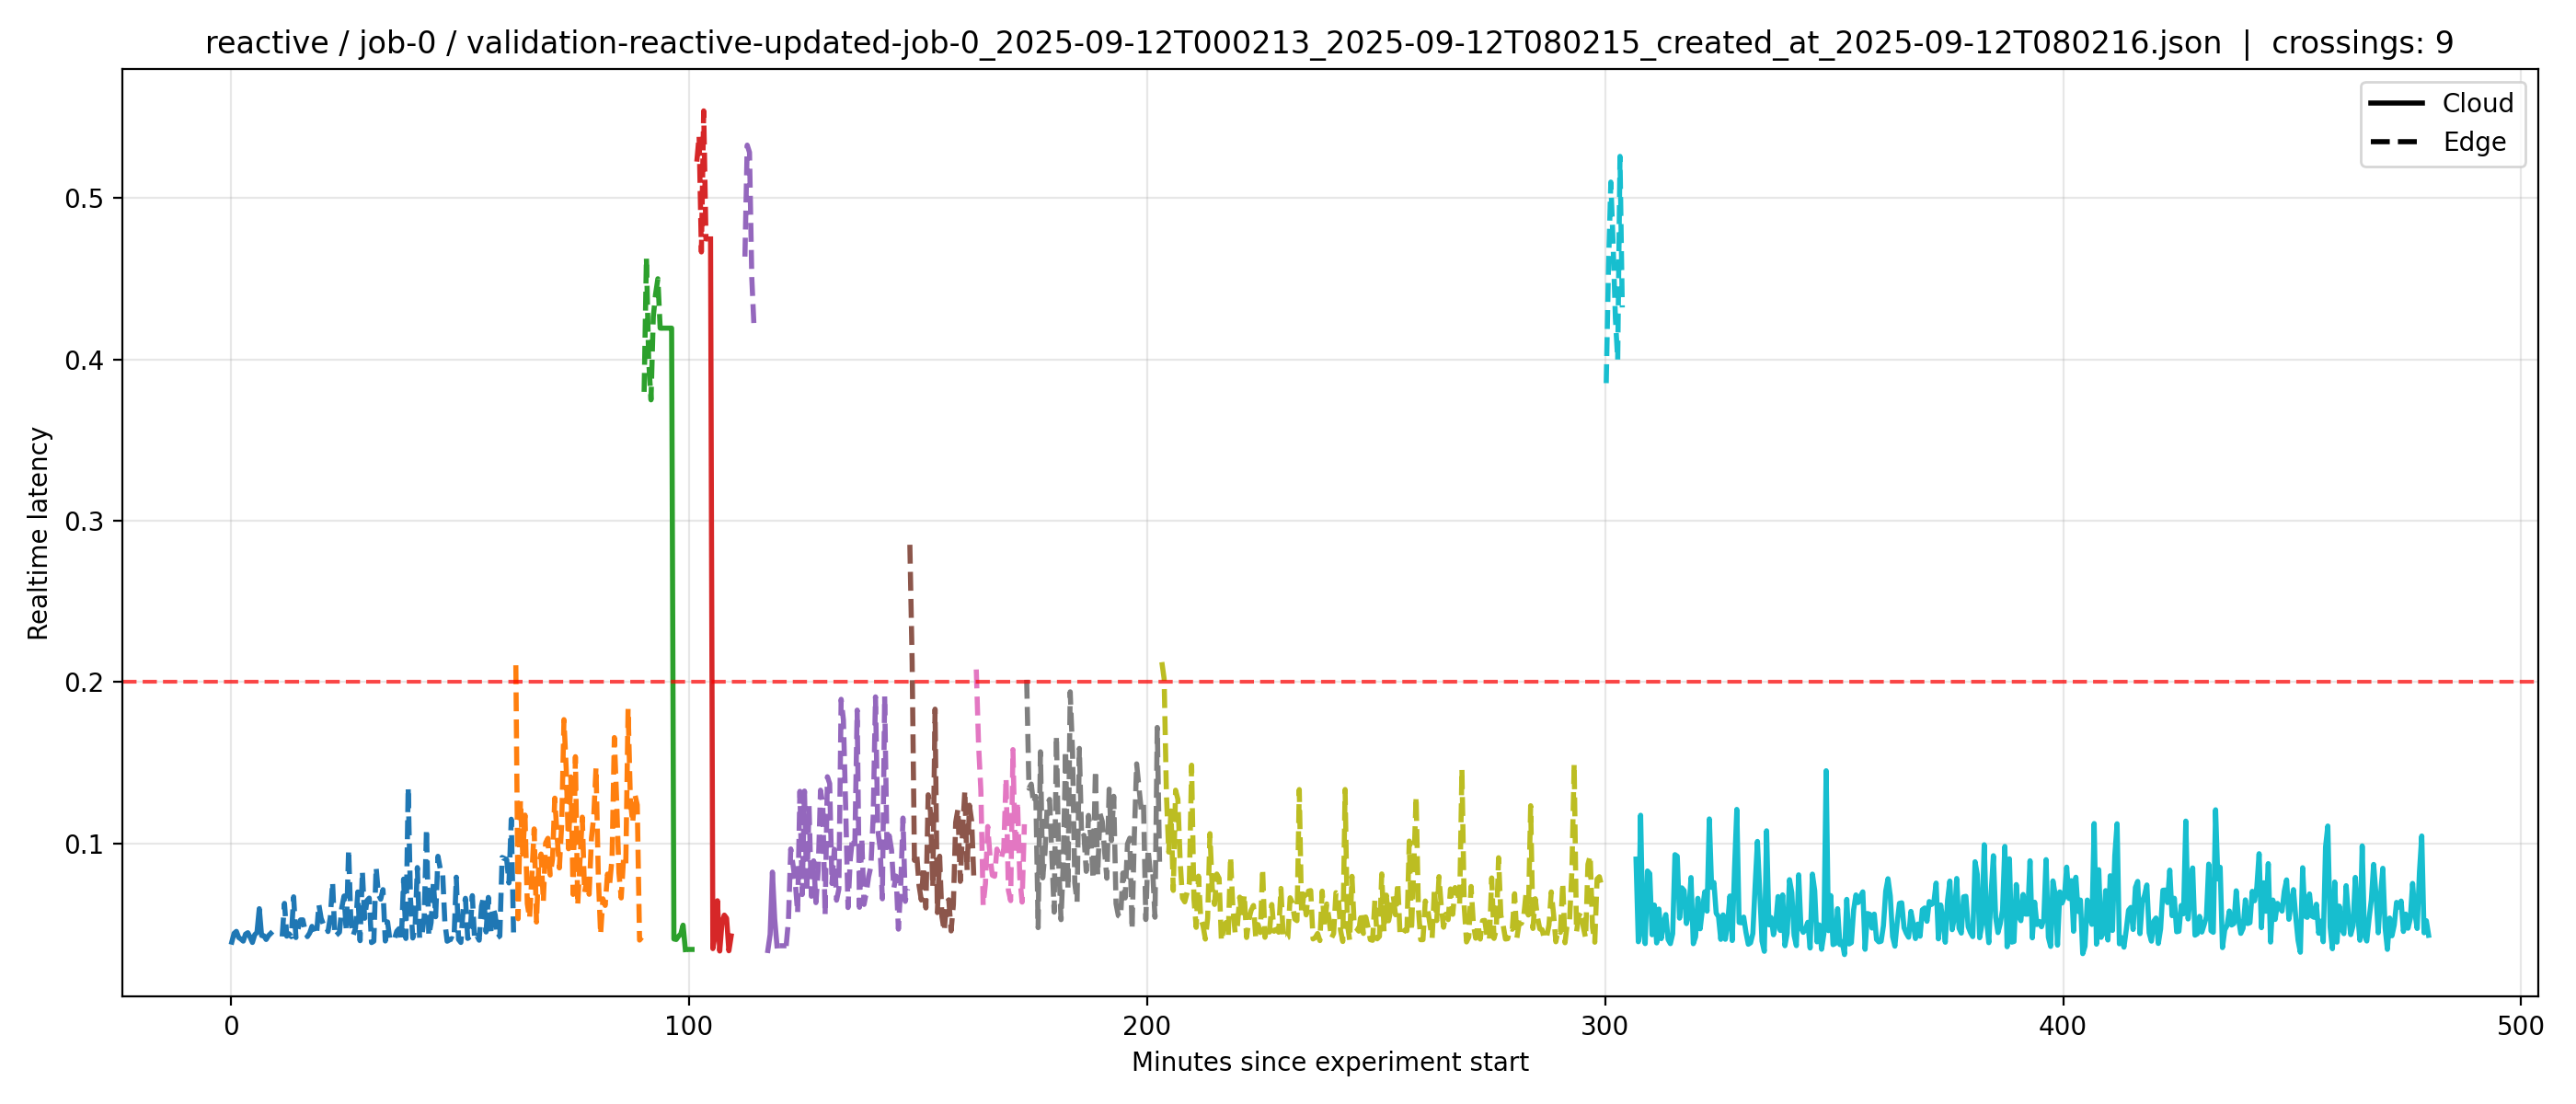 reactive / job-0 / validation-reactive-updated-job-0_2025-09-12T000213_2025-09-12T080215_created_at_2025-09-12T080216.json | crossings: 9
Cloud
Edge
Realtime latency
0.5
0.4
0.3
0.2
0.1
0 100 200 300 400 500
Minutes since experiment start